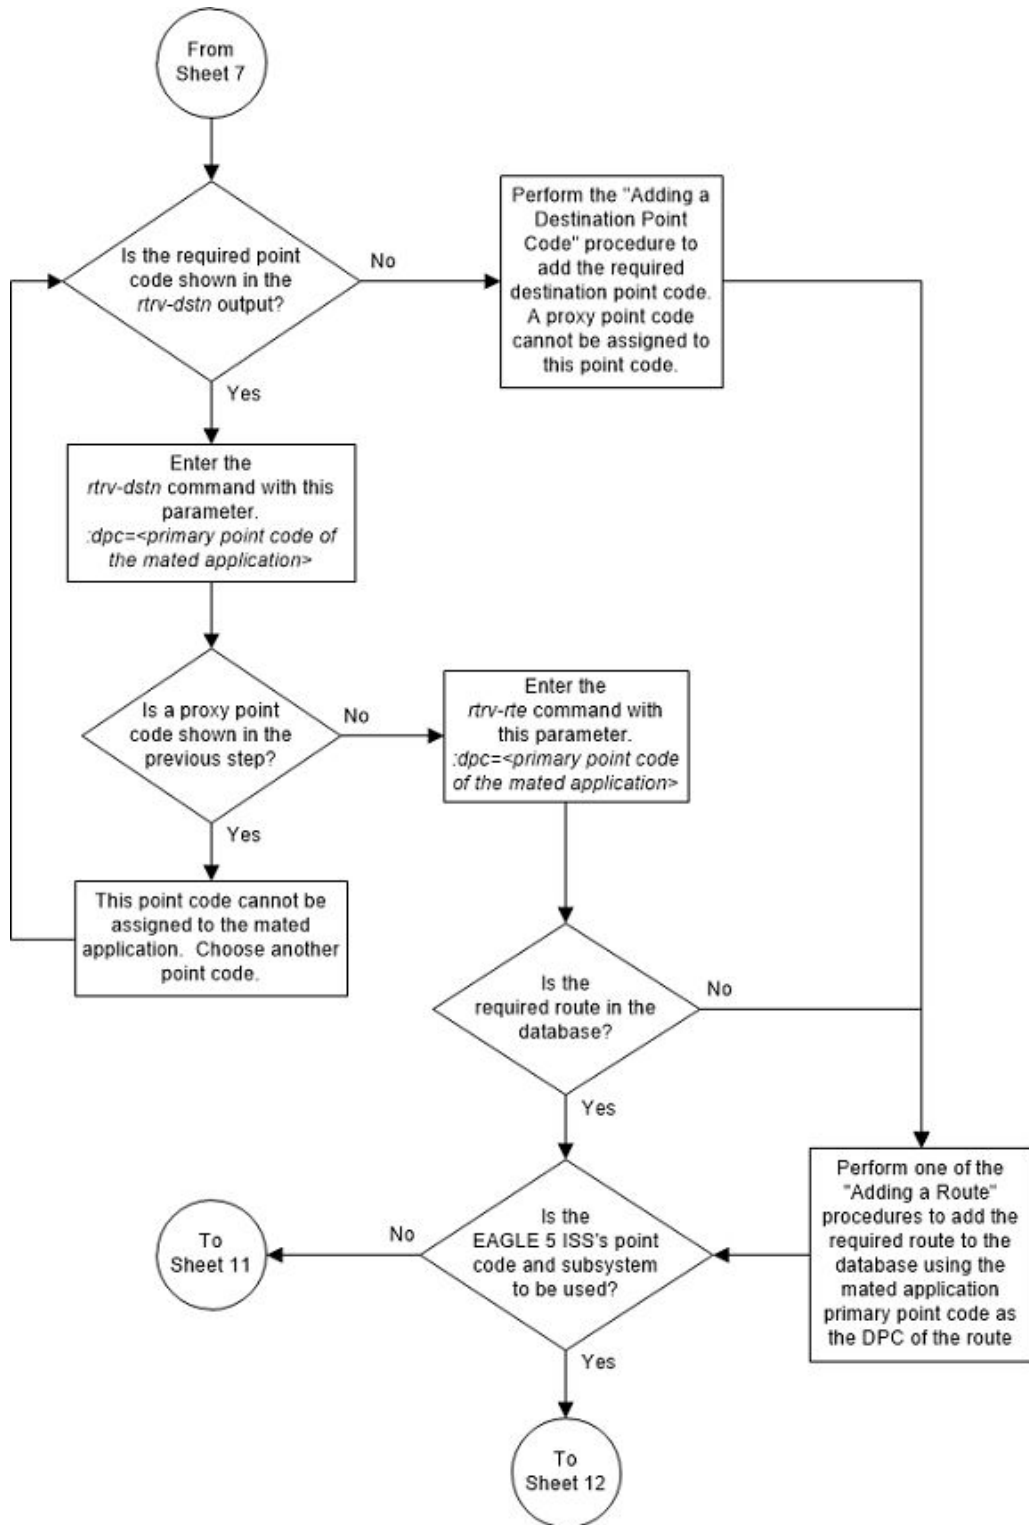 From
Sheet 7
Is the required point
code shown in the
rtrv-dstn output?
No
Perform the "Adding a
Destination Point
Code" procedure to
add the required
destination point code.
A proxy point code
cannot be assigned to
this point code.
Yes
Enter the
rtrv-dstn command with this
parameter.
:dpc=<primary point code of
the mated application>
Is a proxy point
code shown in the
previous step?
No
Enter the
rtrv-rte command with
this parameter.
:dpc=<primary point code
of the mated application>
Yes
This point code cannot be
assigned to the mated
application.  Choose another
point code.
Is the
required route in the
database?
No
Yes
Perform one of the
"Adding a Route"
procedures to add the
required route to the
database using the
mated application
primary point code as
the DPC of the route
Is the
EAGLE 5 ISS's point
code and subsystem
to be used?
No
To
Sheet 11
Yes
To
Sheet 12